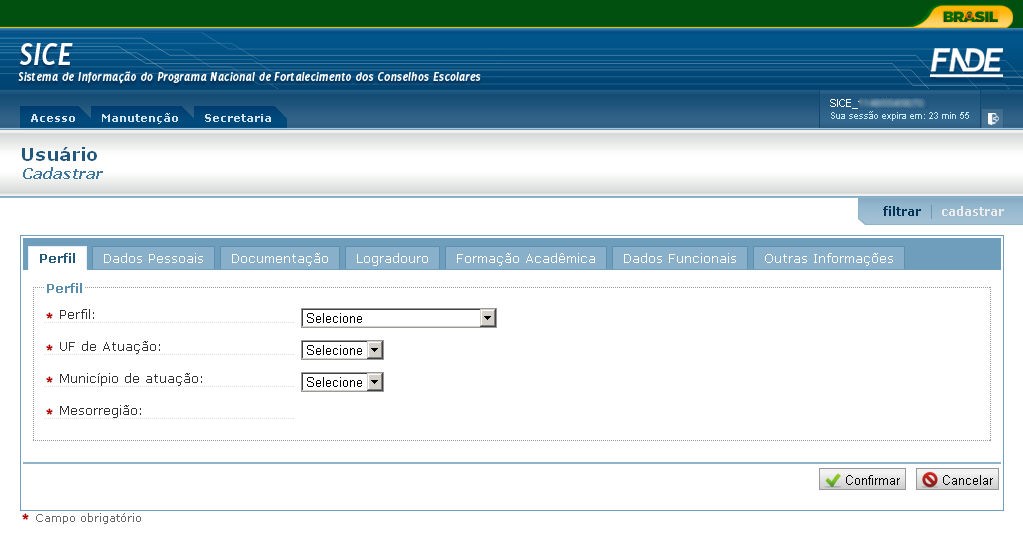 BRASIL
SICE
Sistema de Informação do Programa Nacional de Fortalecimento dos Conselhos Escolares
FNDE
Acesso Manutenção Secretaria
SICE_
Sua sessão expira em: 23 min 55
Usuário
Cadastrar
filtrar | cadastrar
Perfil Dados Pessoais Documentação Logradouro Formação Acadêmica Dados Funcionais Outras Informações
Perfil
* Perfil: Selecione
* UF de Atuação: Selecione
* Município de atuação: Selecione
* Mesorregião:
Confirmar Cancelar
* Campo obrigatório